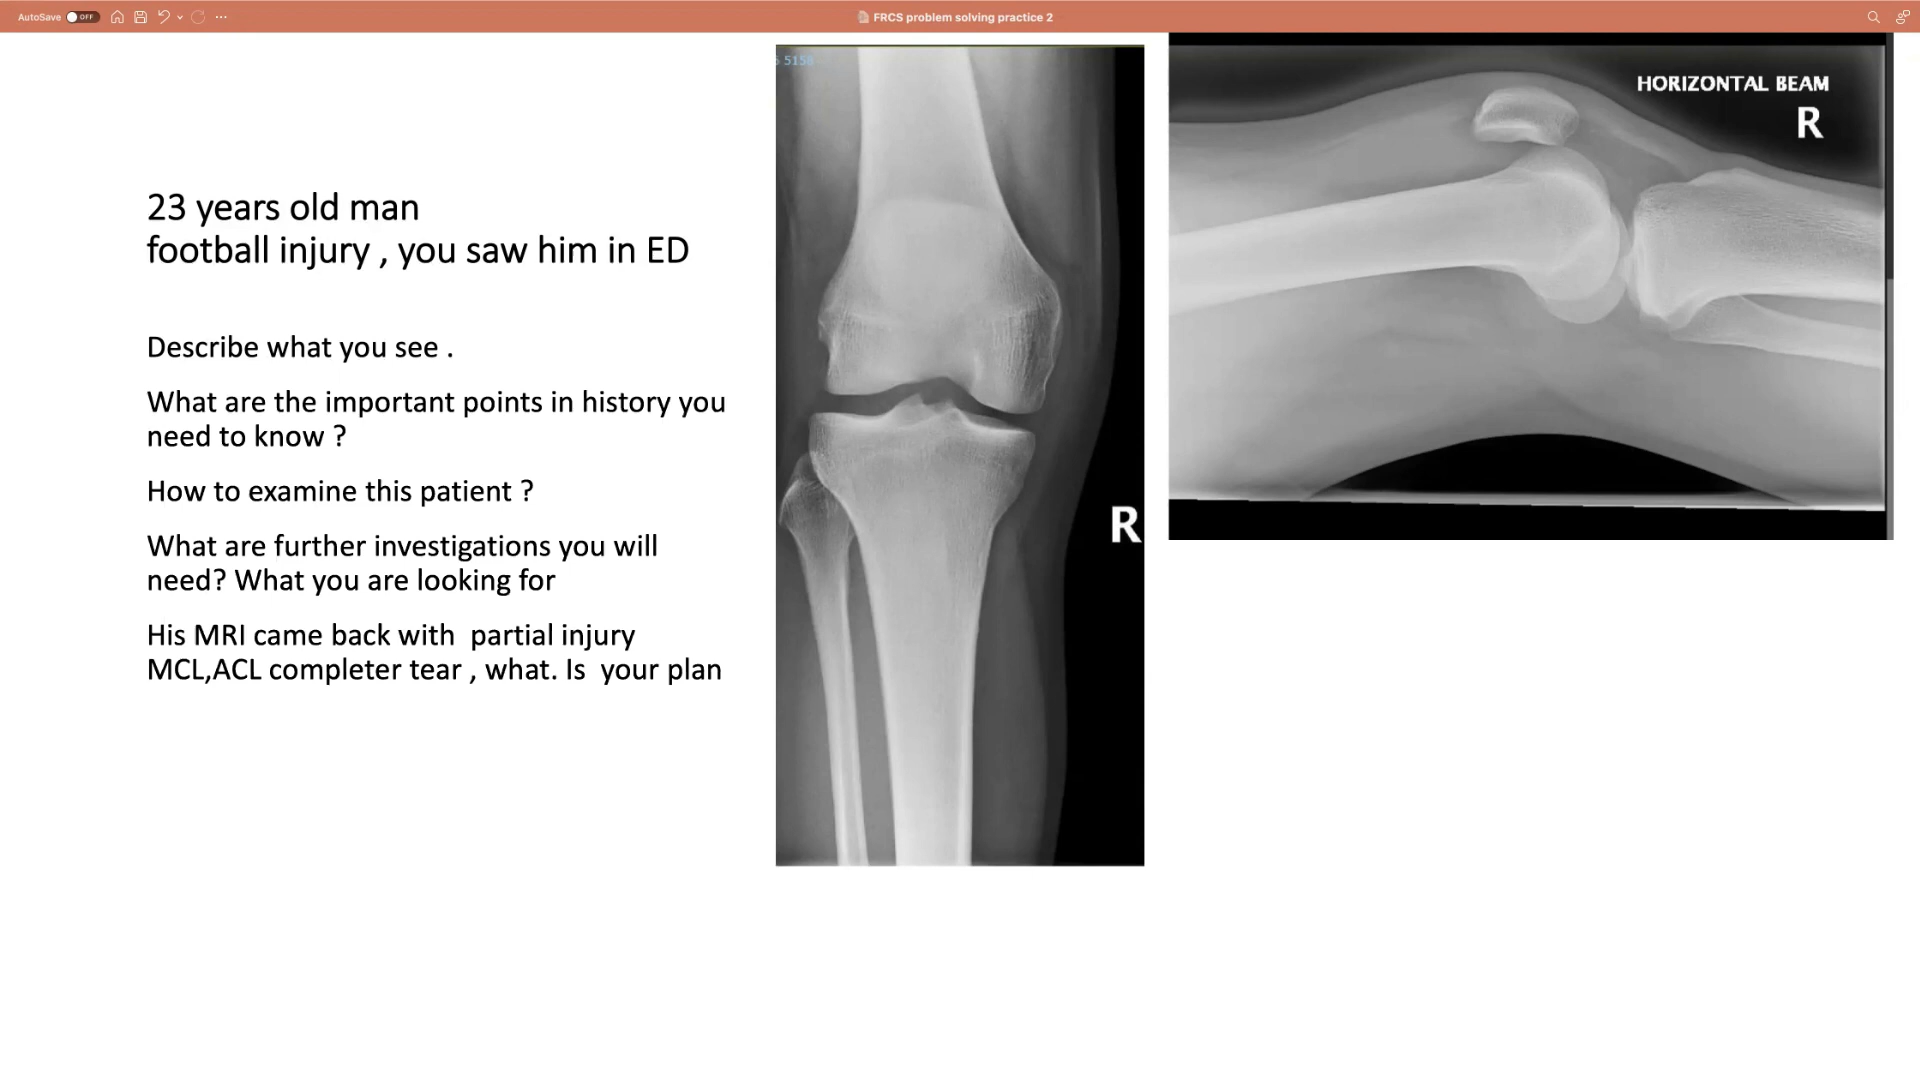 AutoSave OFF
FRCS problem solving practice 2
23 years old man
football injury , you saw him in ED
Describe what you see .
What are the important points in history you
need to know ?
How to examine this patient ?
What are further investigations you will
need? What you are looking for
His MRI came back with  partial injury
MCL,ACL completer tear , what. Is  your plan
5158
R
HORIZONTAL BEAM
R